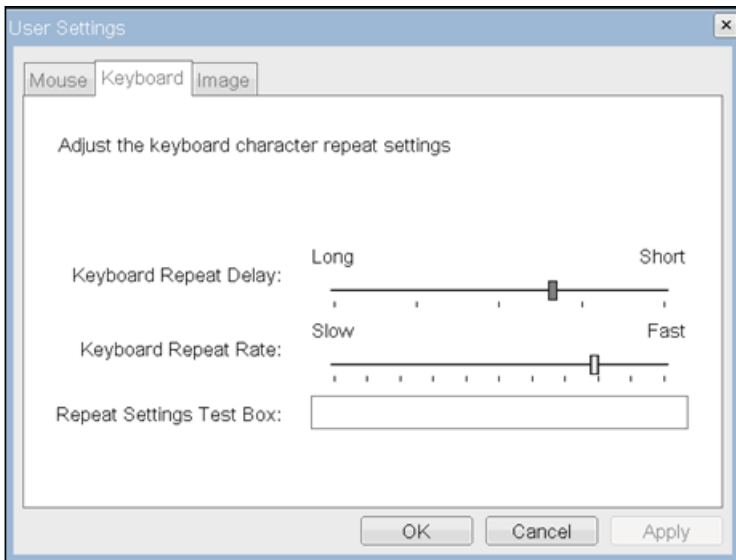 User Settings
Mouse Keyboard Image
Adjust the keyboard character repeat settings
Long Short
Keyboard Repeat Delay:
Slow Fast
Keyboard Repeat Rate:
Repeat Settings Test Box:
OK Cancel Apply